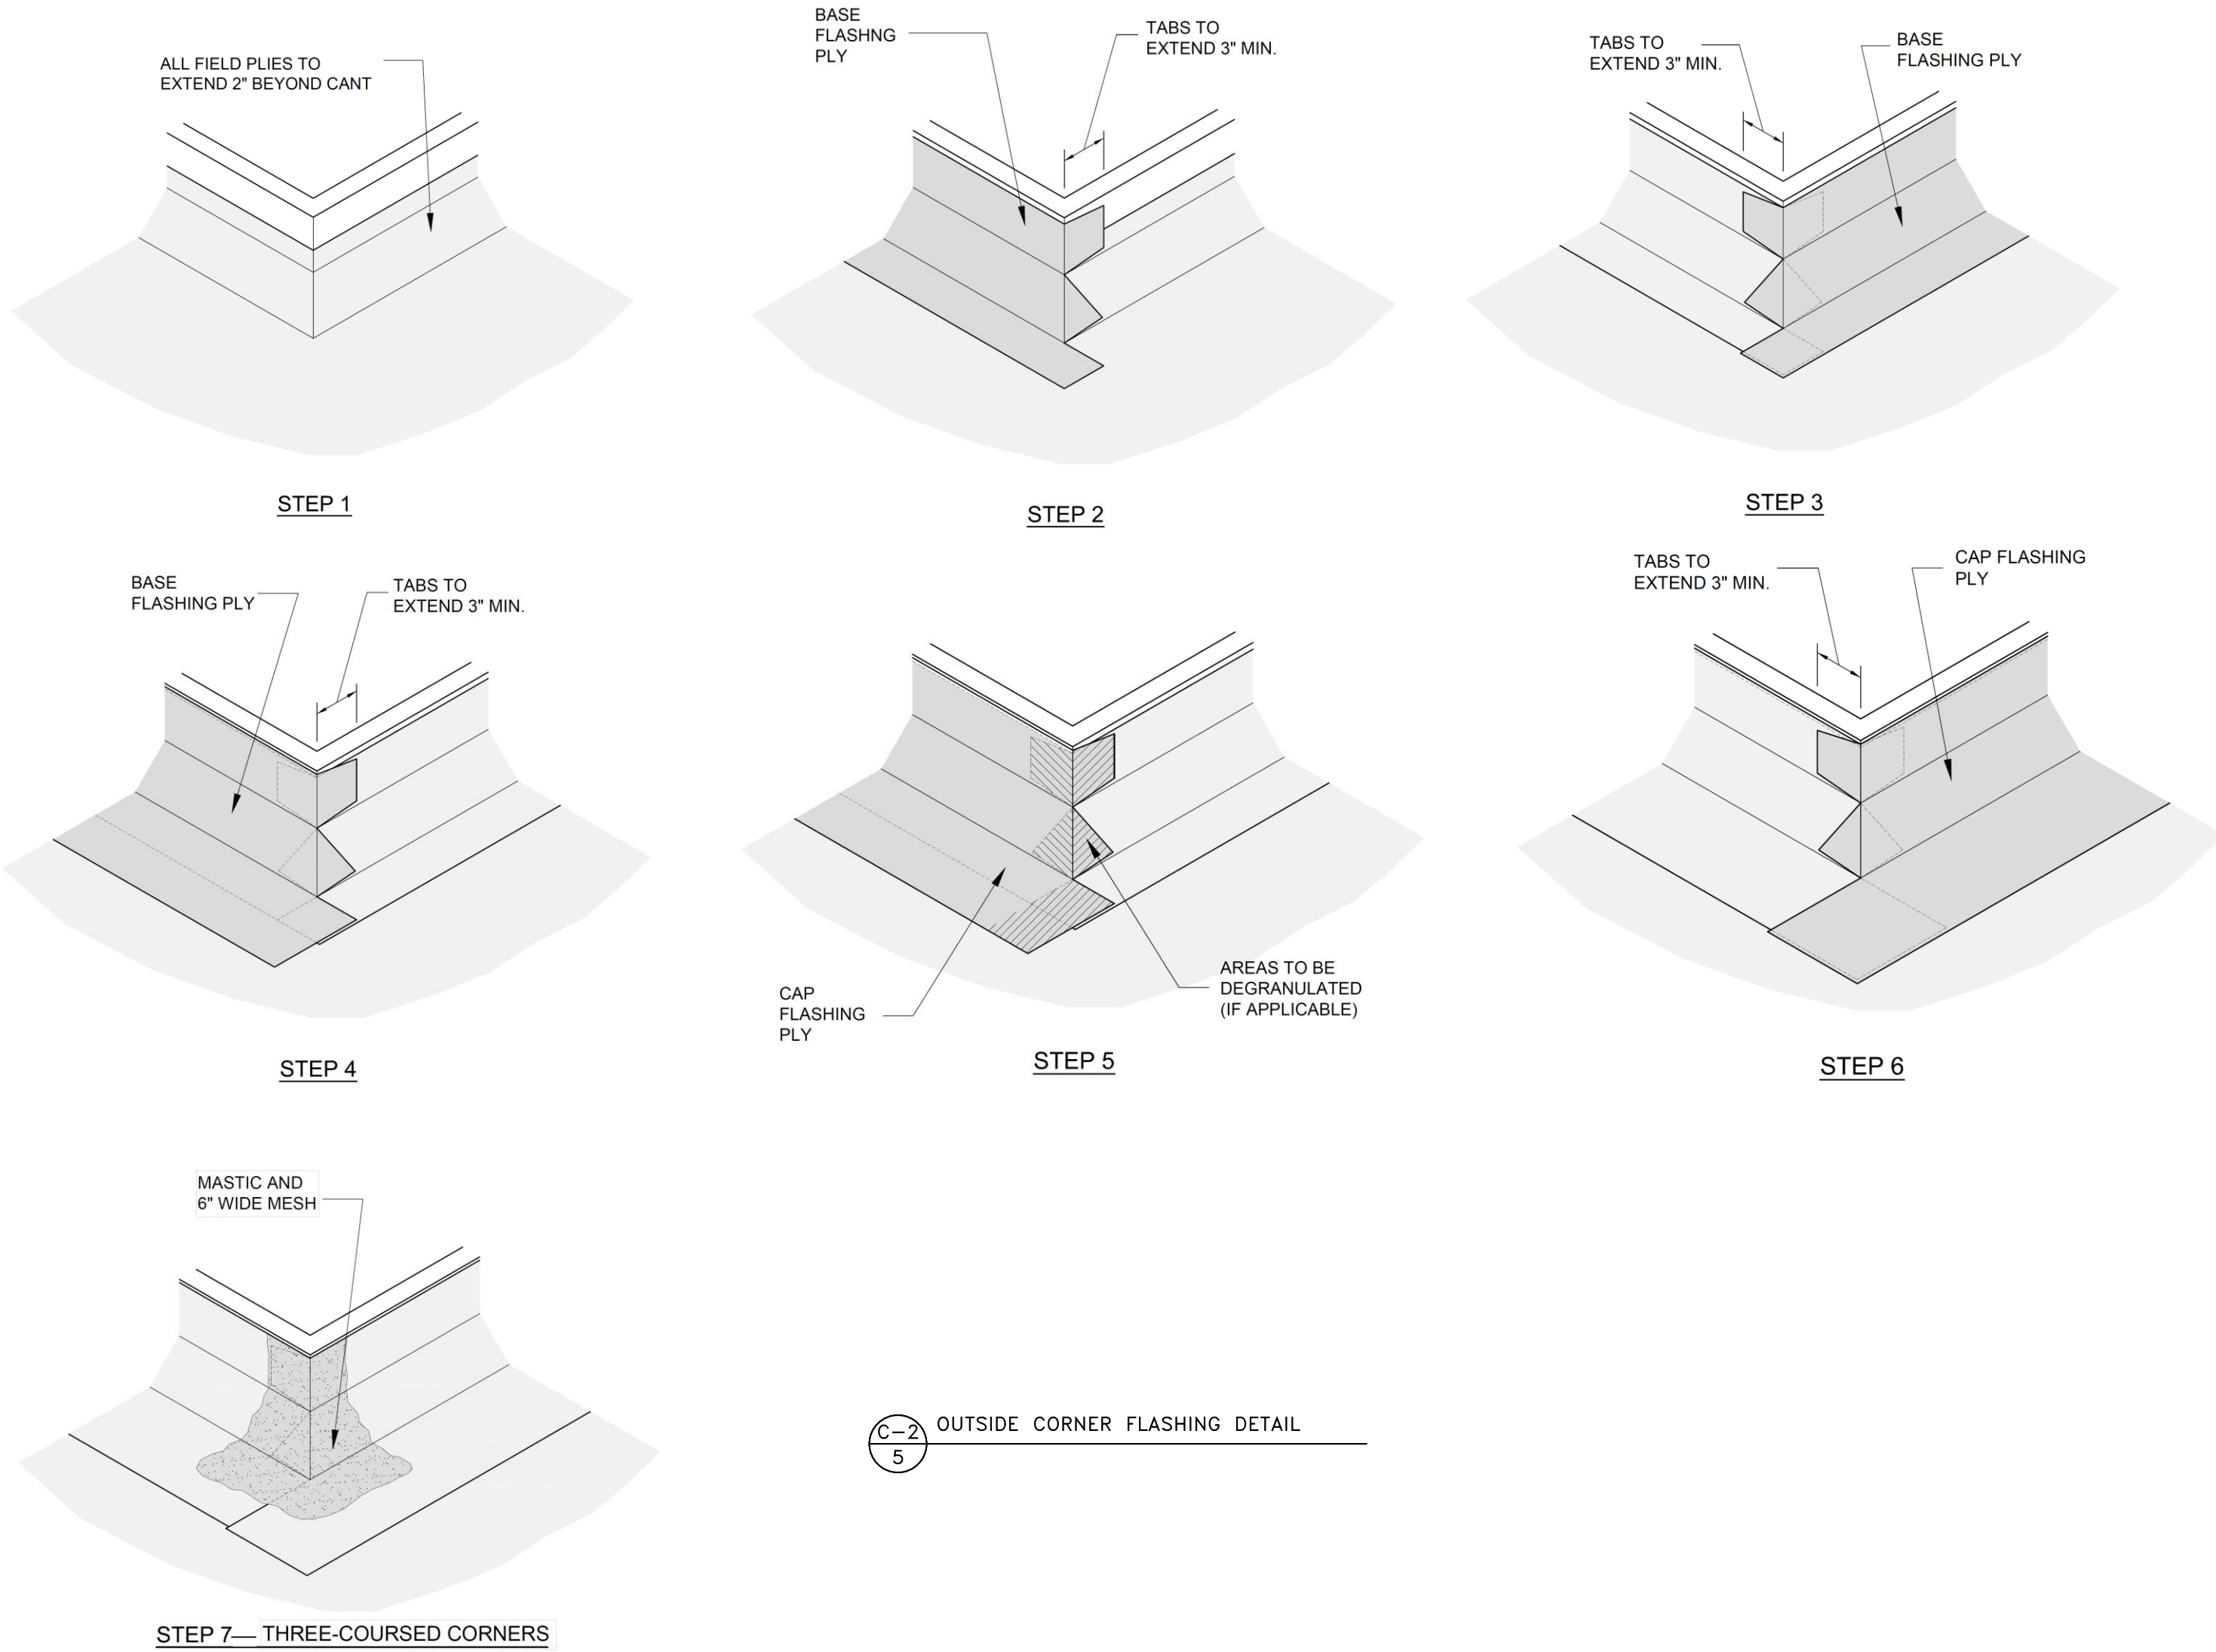 ALL FIELD PLIES TO
EXTEND 2" BEYOND CANT
STEP 1
BASE
FLASHNG
PLY
TABS TO
EXTEND 3" MIN.
STEP 2
TABS TO
EXTEND 3" MIN.
BASE
FLASHING PLY
STEP 3
BASE
FLASHING PLY
TABS TO
EXTEND 3" MIN.
STEP 4
CAP
FLASHING
PLY
AREAS TO BE
DEGRANULATED
(IF APPLICABLE)
STEP 5
TABS TO
EXTEND 3" MIN.
CAP FLASHING
PLY
STEP 6
MASTIC AND
6" WIDE MESH
STEP 7— THREE-COURSED CORNERS
C-2
5
OUTSIDE CORNER FLASHING DETAIL